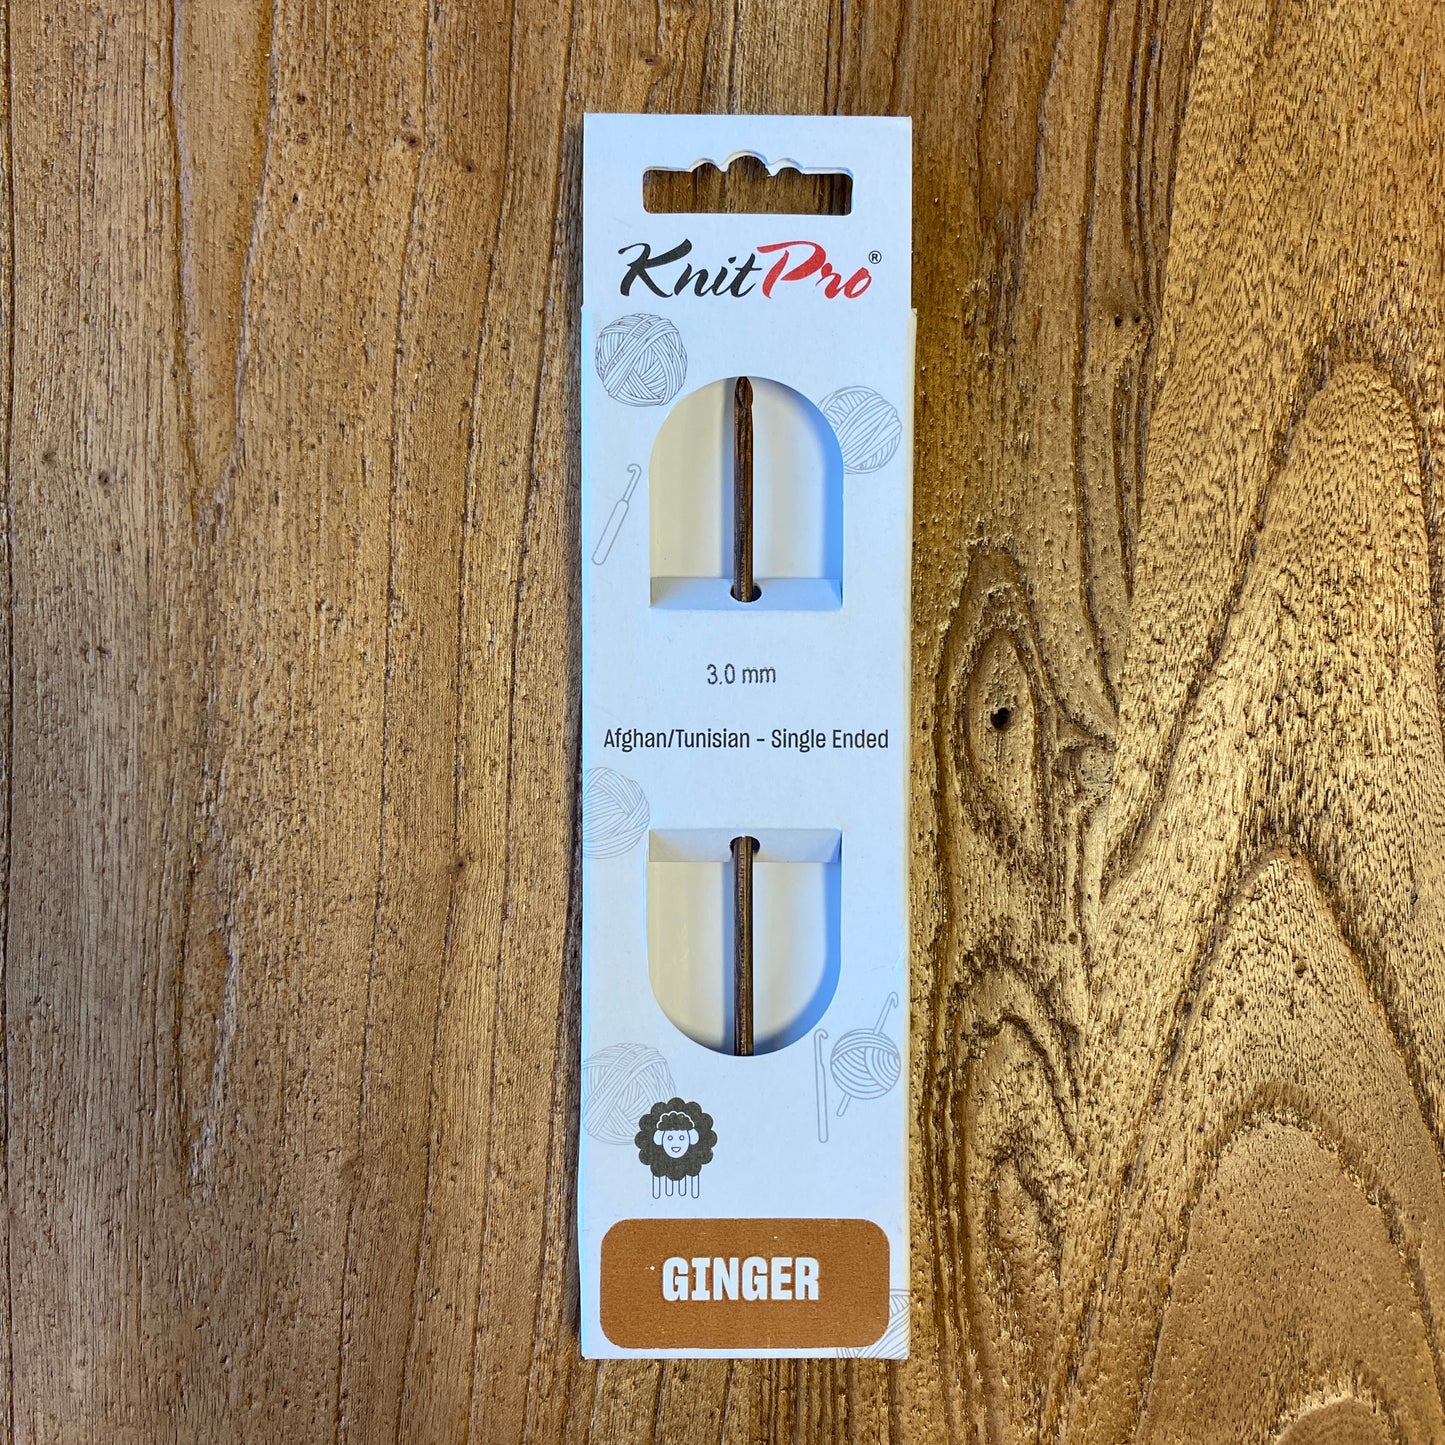 KnitPro®
3.0 mm
Afghan/Tunisian - Single Ended
GINGER